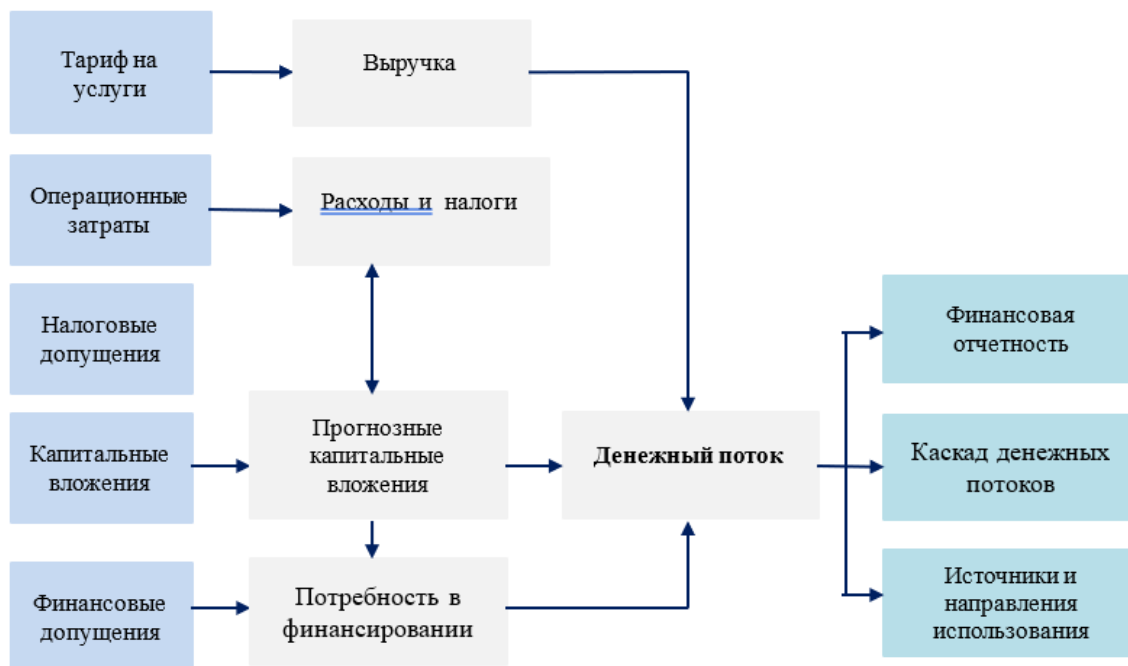 Тариф на
услуги
Выручка
Операционные
затраты
Расходы и налоги
Налоговые
допущения
Финансовая
отчетность
Капитальные
вложения
Прогнозные
капитальные
вложения
Денежный поток
Каскад денежных
потоков
Финансовые
допущения
Потребность в
финансировании
Источники и
направления
использования